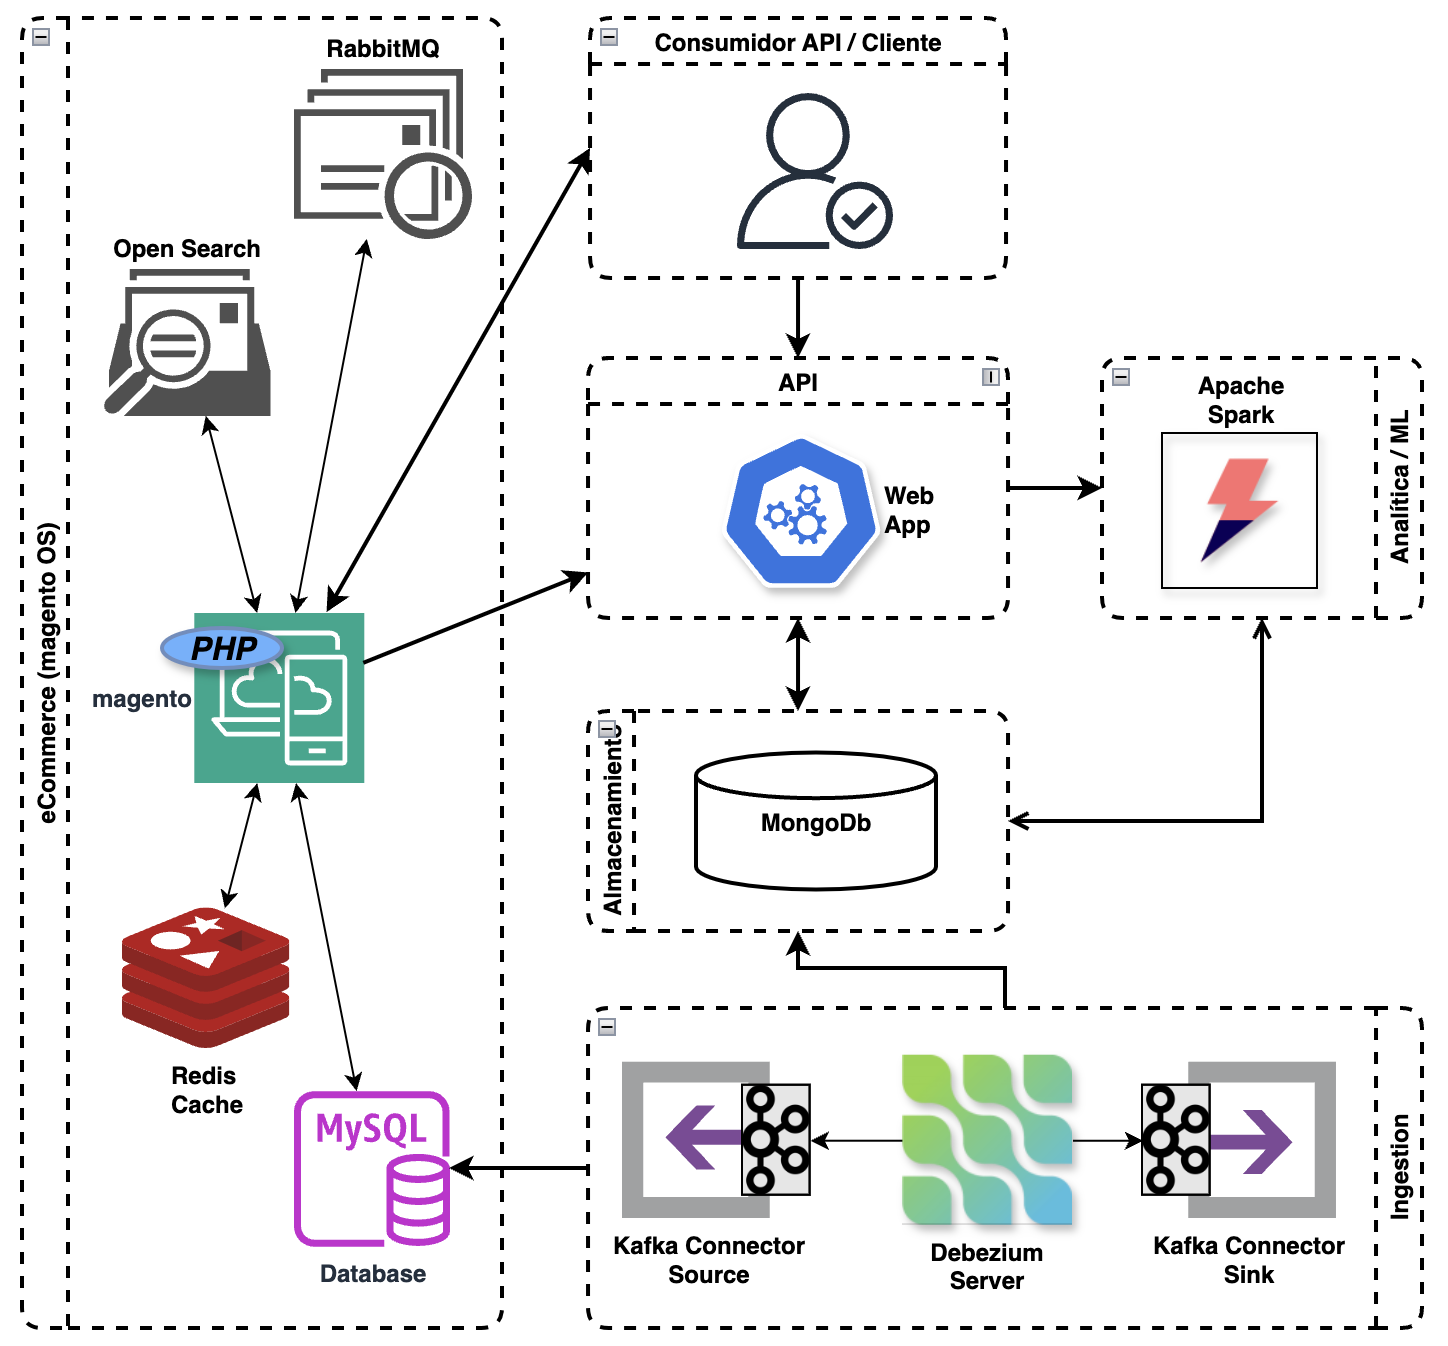 RabbitMQ
Open Search
PHP
magento
Redis
Cache
MySQL
Database
eCommerce (magento OS)
Consumidor API / Cliente
API
Web
App
Apache
Spark
Analítica / ML
Almacenamiento
MongoDb
Kafka Connector
Source
Debezium
Server
Kafka Connector
Sink
Ingestion